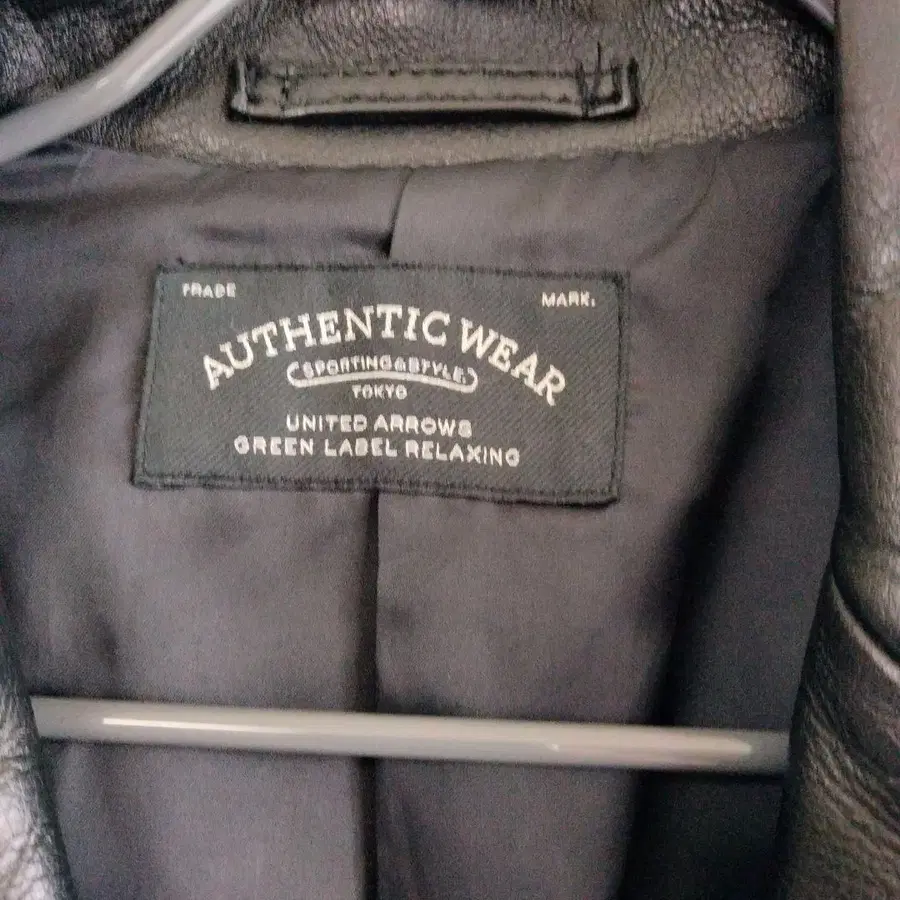 TRADE MARK.
AUTHENTIC WEAR
SPORTING&STYLE
TOKYO
UNITED ARROWS
GREEN LABEL RELAXING